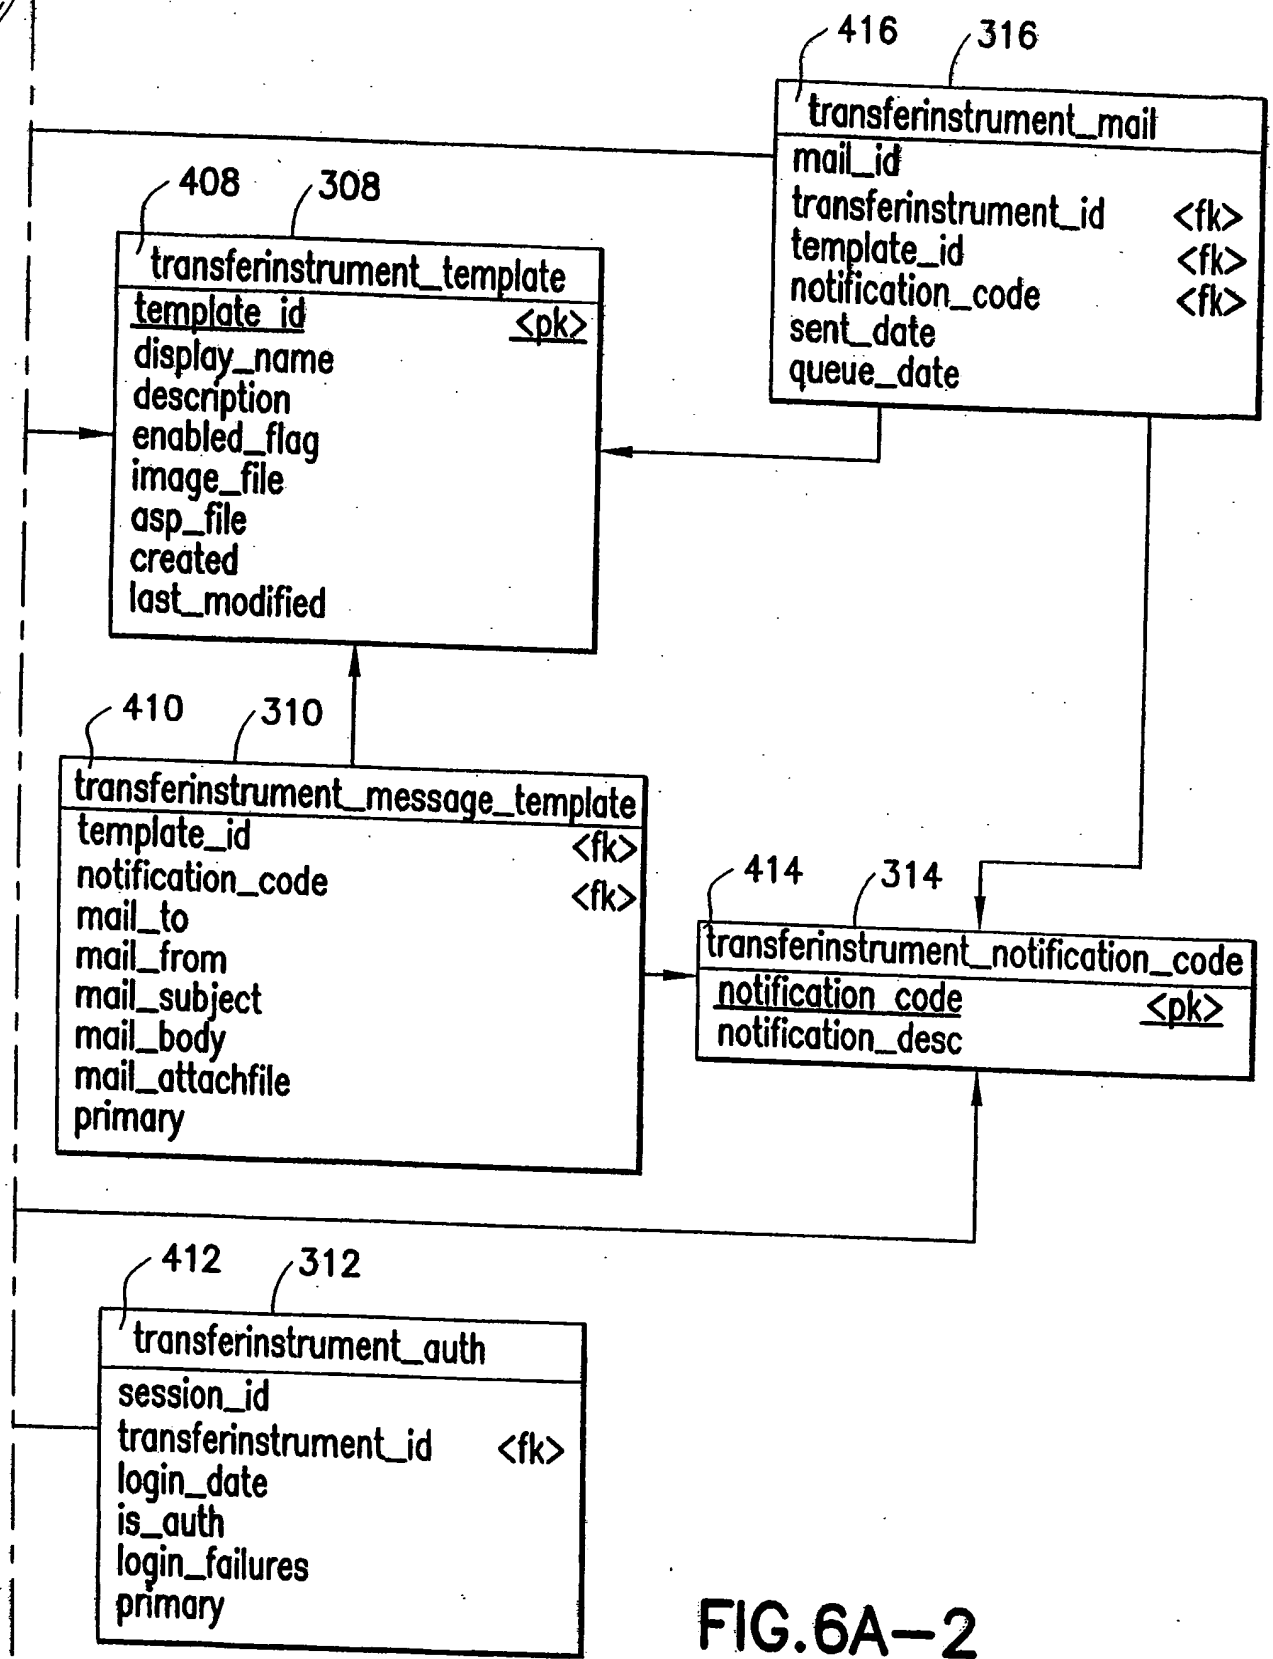 416 316
transferinstrument_mail
mail_id
transferinstrument_id <fk>
template_id <fk>
notification_code <fk>
sent_date
queue_date
408 308
transferinstrument_template
template_id <pk>
display_name
description
enabled_flag
image_file
asp_file
created
last_modified
410 310
transferinstrument_message_template
template_id <fk>
notification_code <fk>
mail_to
mail_from
mail_subject
mail_body
mail_attachfile
primary
414 314
transferinstrument_notification_code
notification_code <pk>
notification_desc
412 312
transferinstrument_auth
session_id
transferinstrument_id <fk>
login_date
is_auth
login_failures
primary
FIG.6A-2